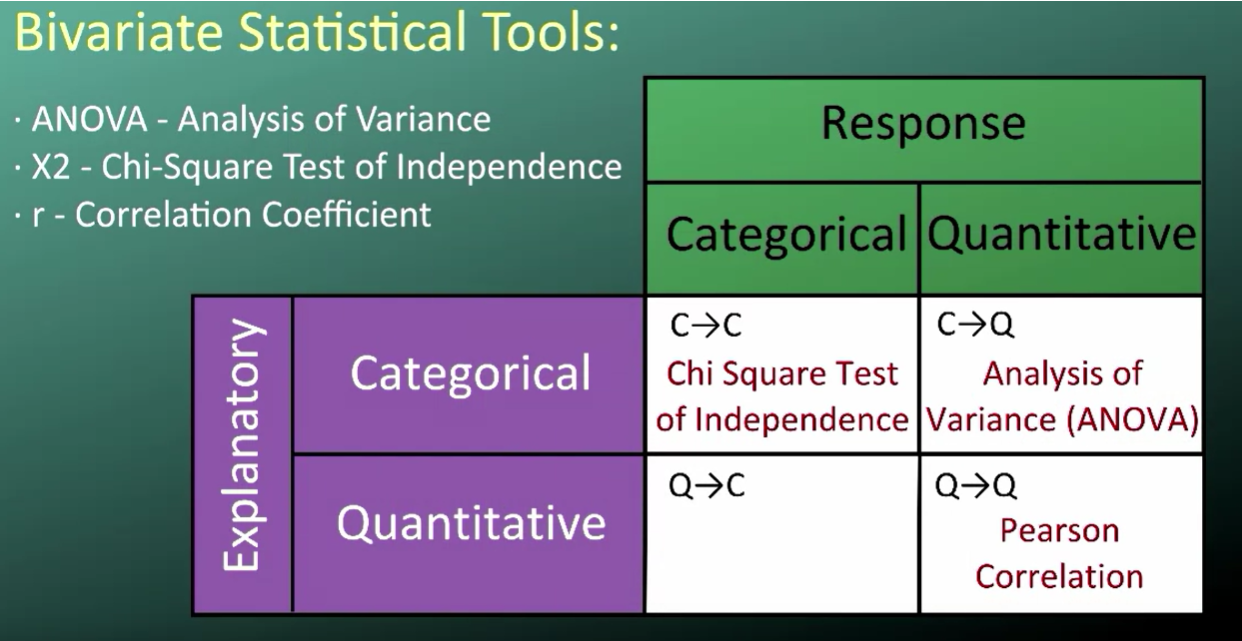 Bivariate Statistical Tools:
· ANOVA - Analysis of Variance
· X2 - Chi-Square Test of Independence
· r - Correlation Coefficient
Response
Categorical
Quantitative
Explanatory
Categorical
C→C
Chi Square Test
of Independence
C→Q
Analysis of
Variance (ANOVA)
Quantitative
Q→C
Q→Q
Pearson
Correlation